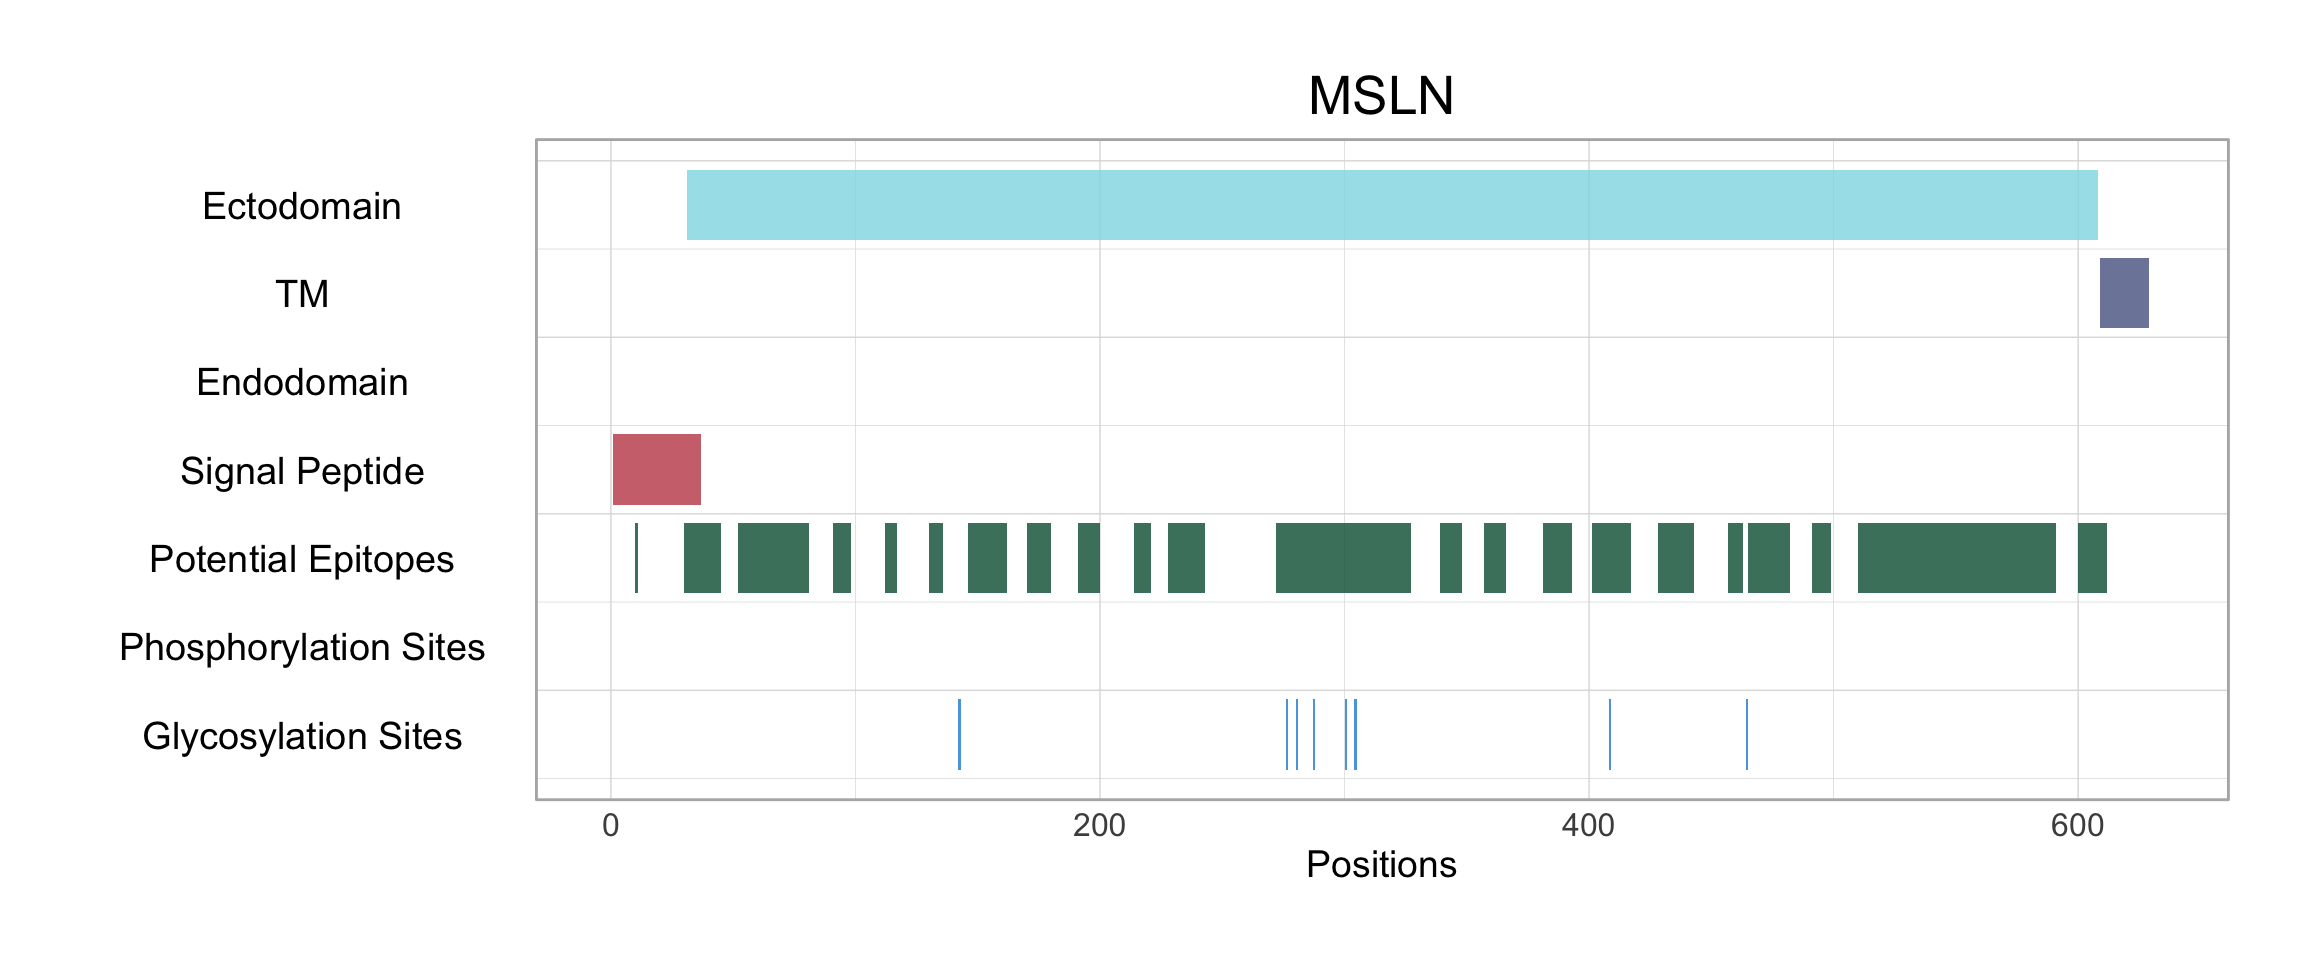 MSLN
Ectodomain
TM
Endodomain
Signal Peptide
Potential Epitopes
Phosphorylation Sites
Glycosylation Sites
0 200 400 600
Positions